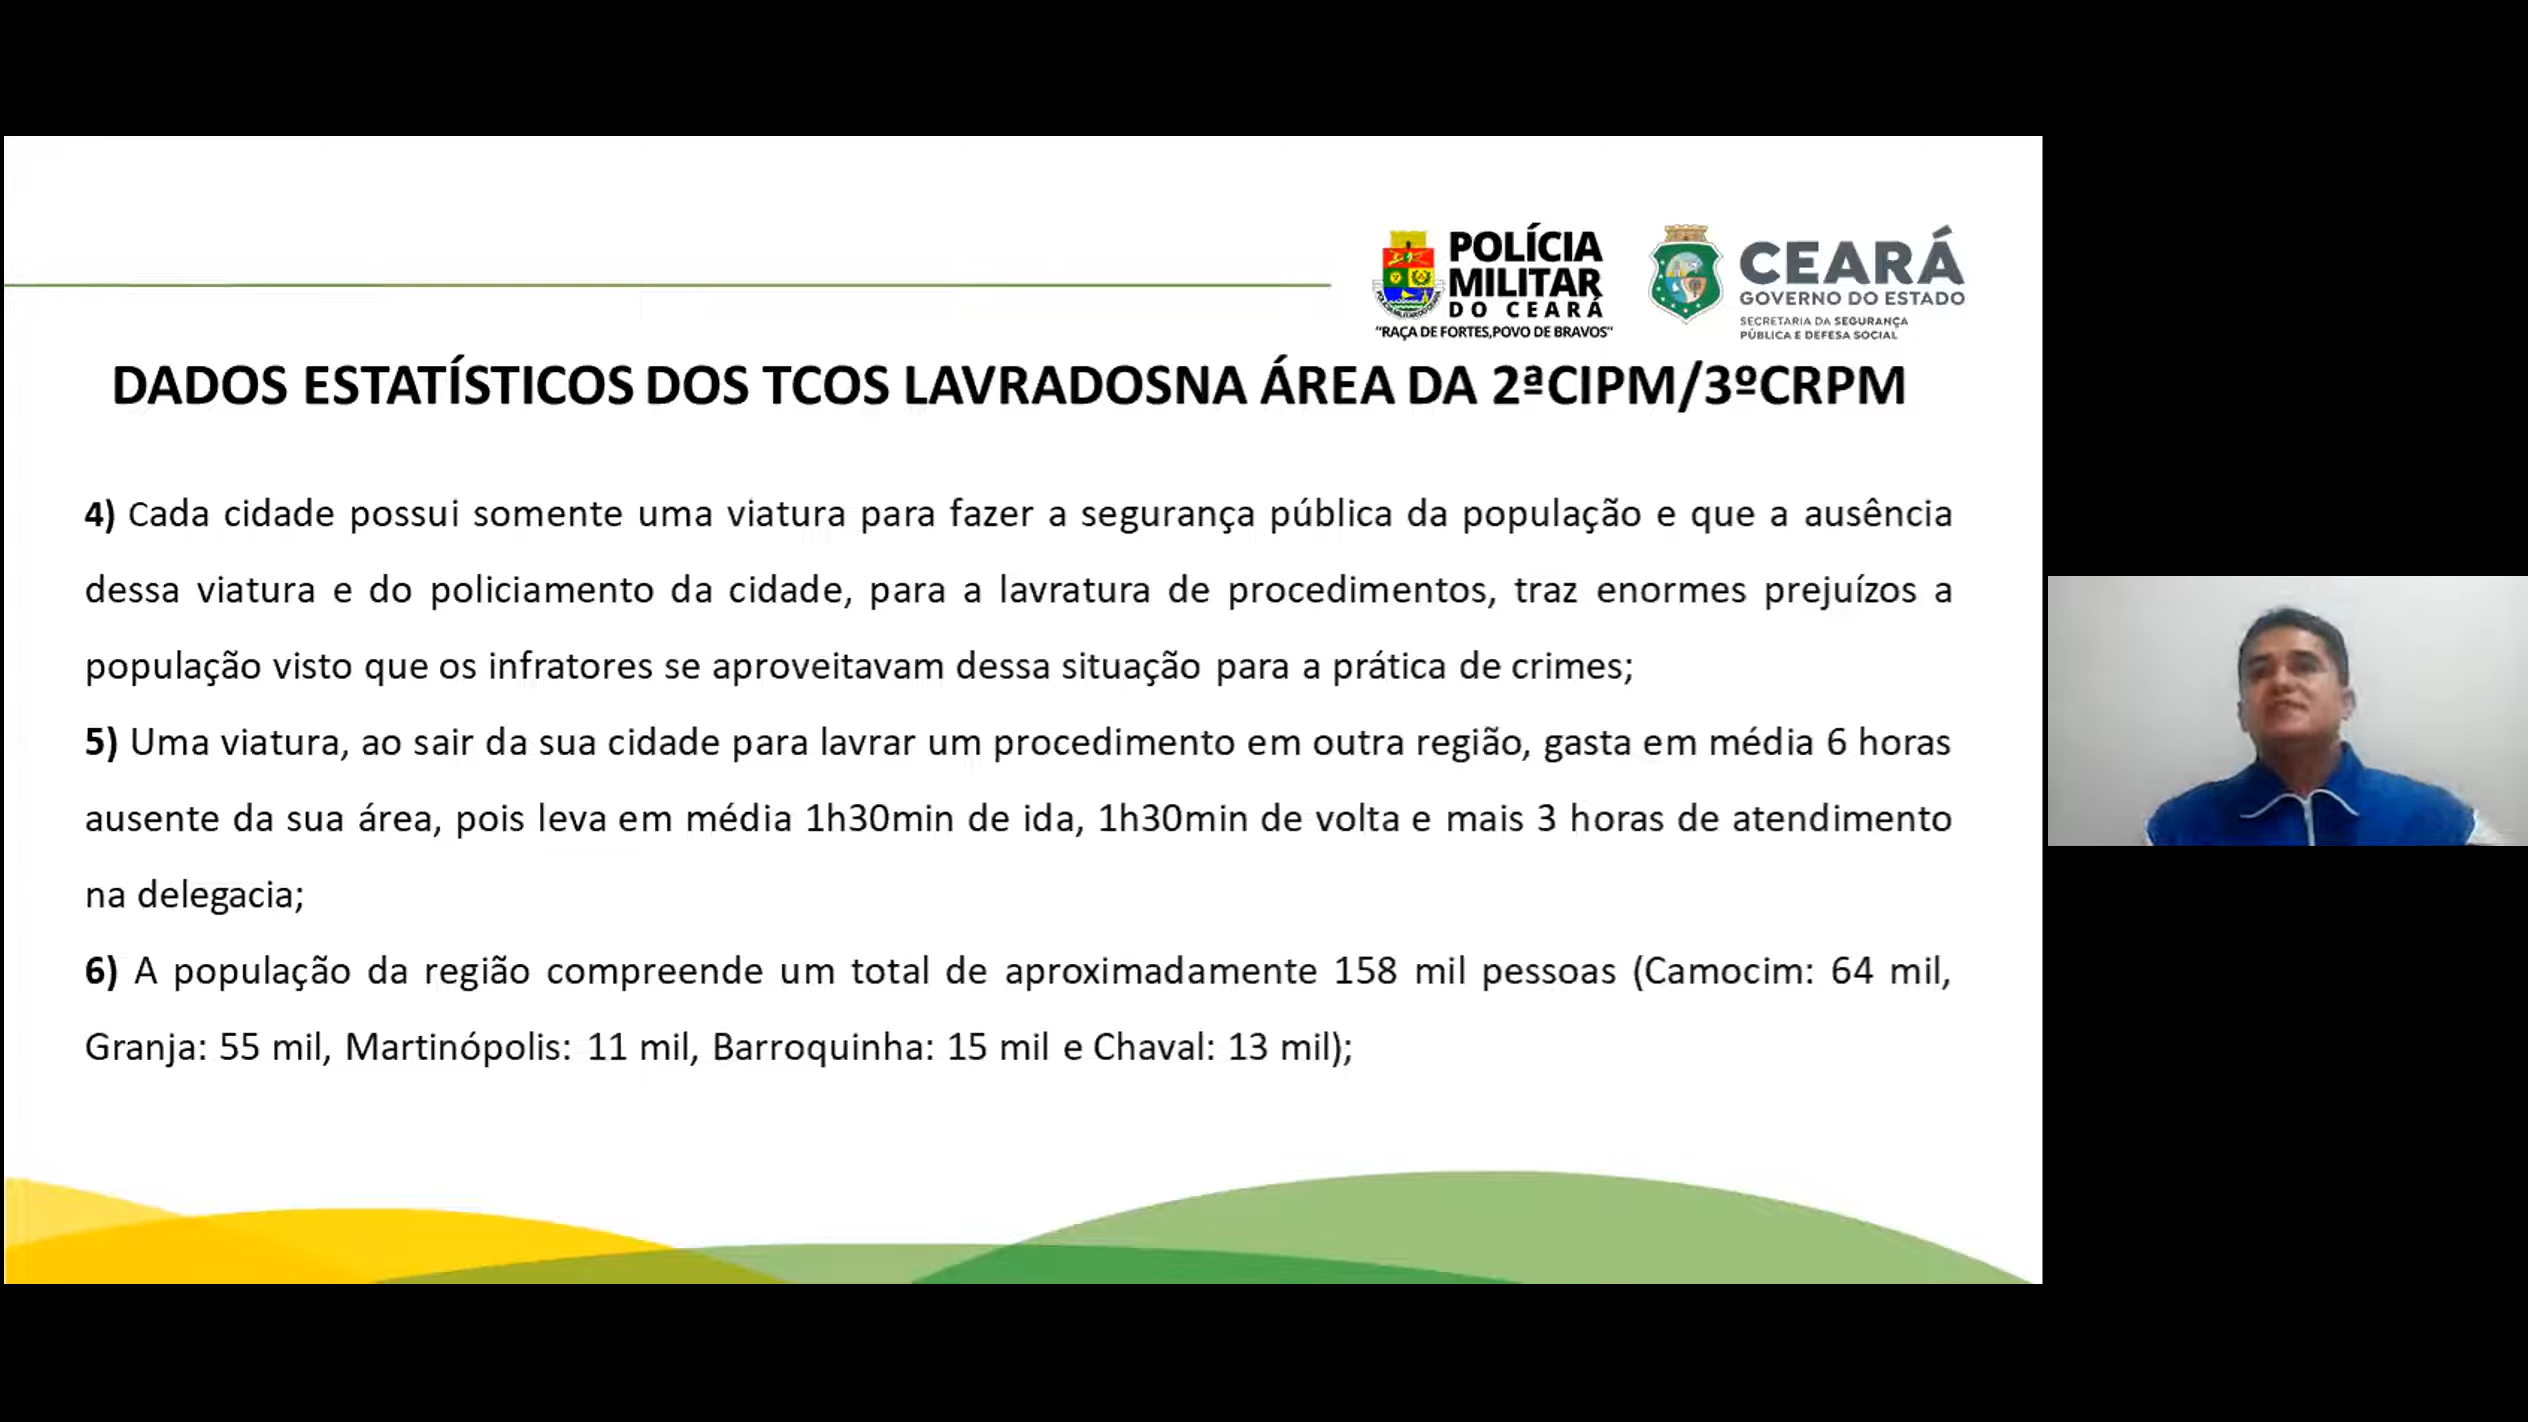 POLÍCIA
MILITAR
DO CEARÁ
"RAÇA DE FORTES,POVO DE BRAVOS"
CEARÁ
GOVERNO DO ESTADO
SECRETARIA DA SEGURANÇA
PÚBLICA E DEFESA SOCIAL
DADOS ESTATÍSTICOS DOS TCOS LAVRADOSNA ÁREA DA 2ªCIPM/3ºCRPM
4) Cada cidade possui somente uma viatura para fazer a segurança pública da população e que a ausência
dessa viatura e do policiamento da cidade, para a lavratura de procedimentos, traz enormes prejuízos a
população visto que os infratores se aproveitavam dessa situação para a prática de crimes;
5) Uma viatura, ao sair da sua cidade para lavrar um procedimento em outra região, gasta em média 6 horas
ausente da sua área, pois leva em média 1h30min de ida, 1h30min de volta e mais 3 horas de atendimento
na delegacia;
6) A população da região compreende um total de aproximadamente 158 mil pessoas (Camocim: 64 mil,
Granja: 55 mil, Martinópolis: 11 mil, Barroquinha: 15 mil e Chaval: 13 mil);